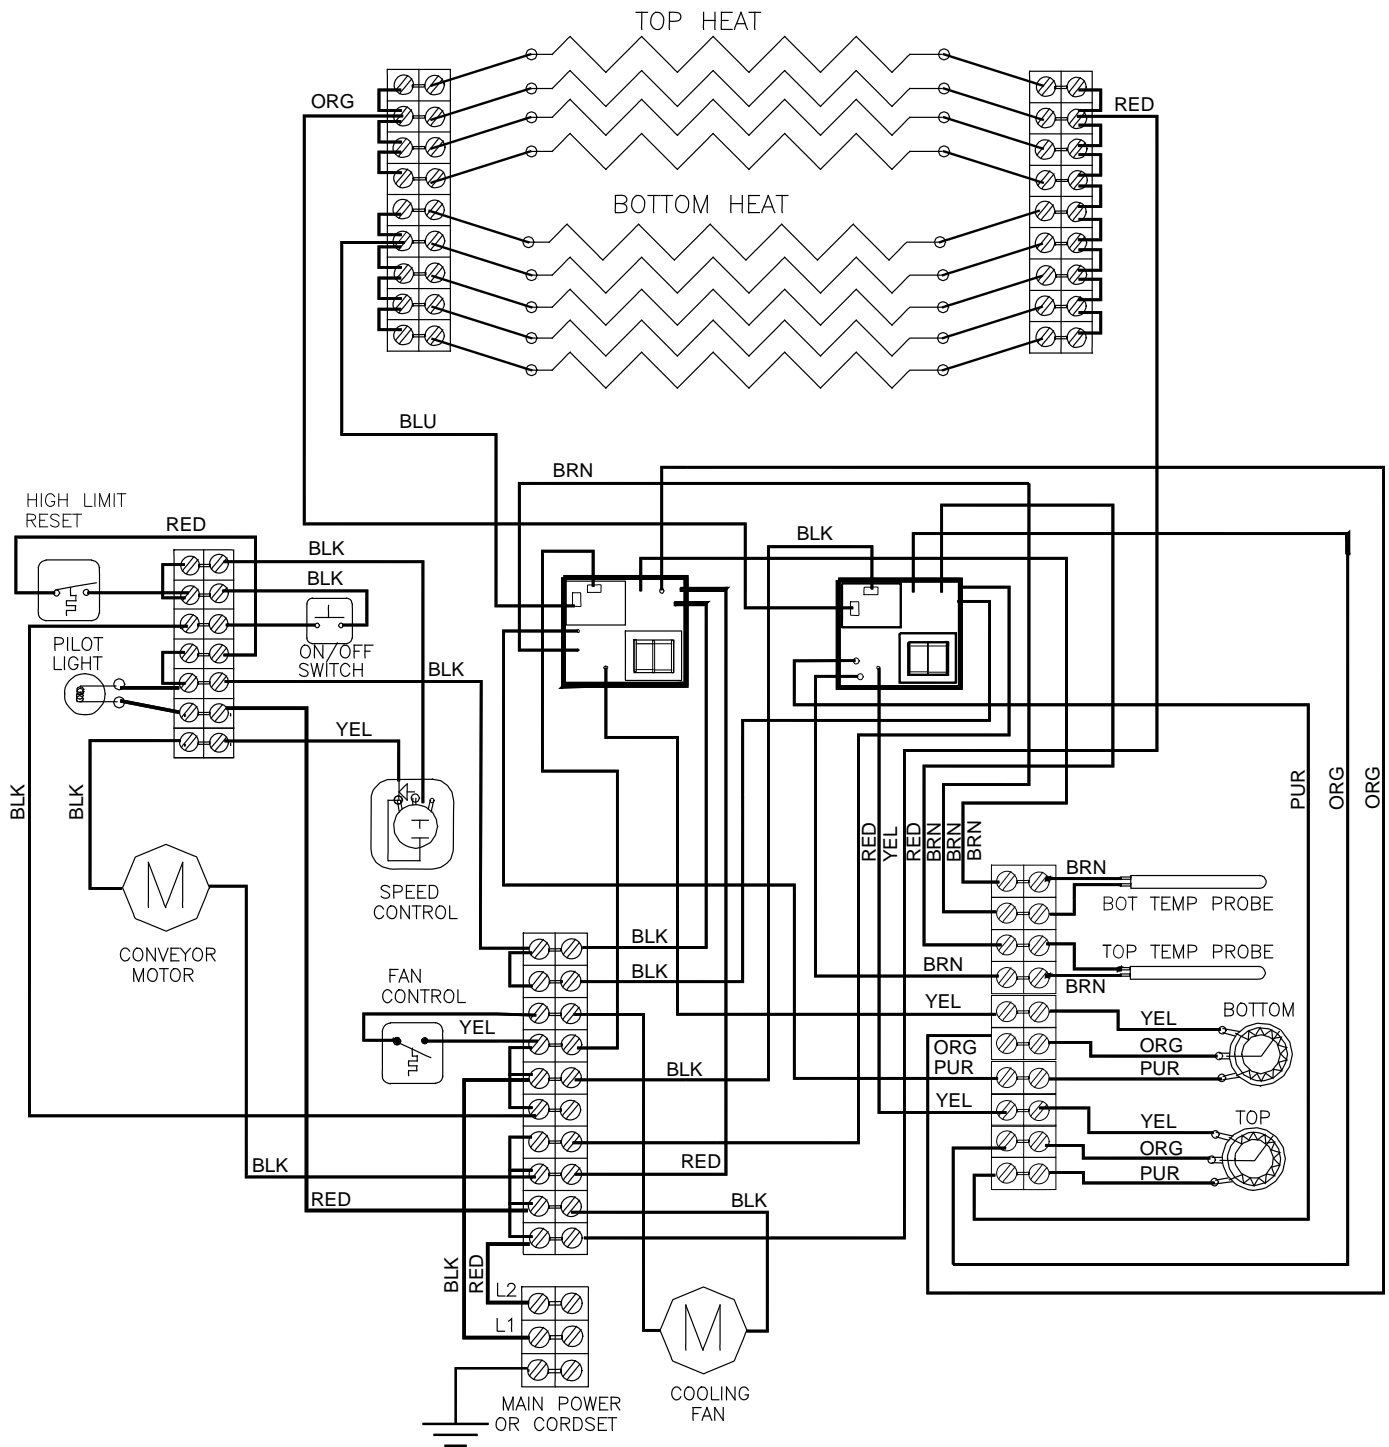 TOP HEAT
ORG
RED
BOTTOM HEAT
BLU
BRN
HIGH LIMIT
RESET
RED
BLK
BLK
BLK
PILOT
LIGHT
ON/OFF
SWITCH
BLK
YEL
BLK
BLK
PUR
ORG
ORG
RED
YEL
RED
BRN
BRN
BRN
BRN
BOT TEMP PROBE
SPEED
CONTROL
BLK
TOP TEMP PROBE
CONVEYOR
MOTOR
M
FAN
CONTROL
BLK
BRN
BRN
YEL
BOTTOM
YEL
YEL
ORG
ORG
BLK
PUR
PUR
YEL
TOP
YEL
ORG
BLK
RED
PUR
RED
BLK
BLK
RED
L2
L1
M
MAIN POWER
OR CORDSET
COOLING
FAN